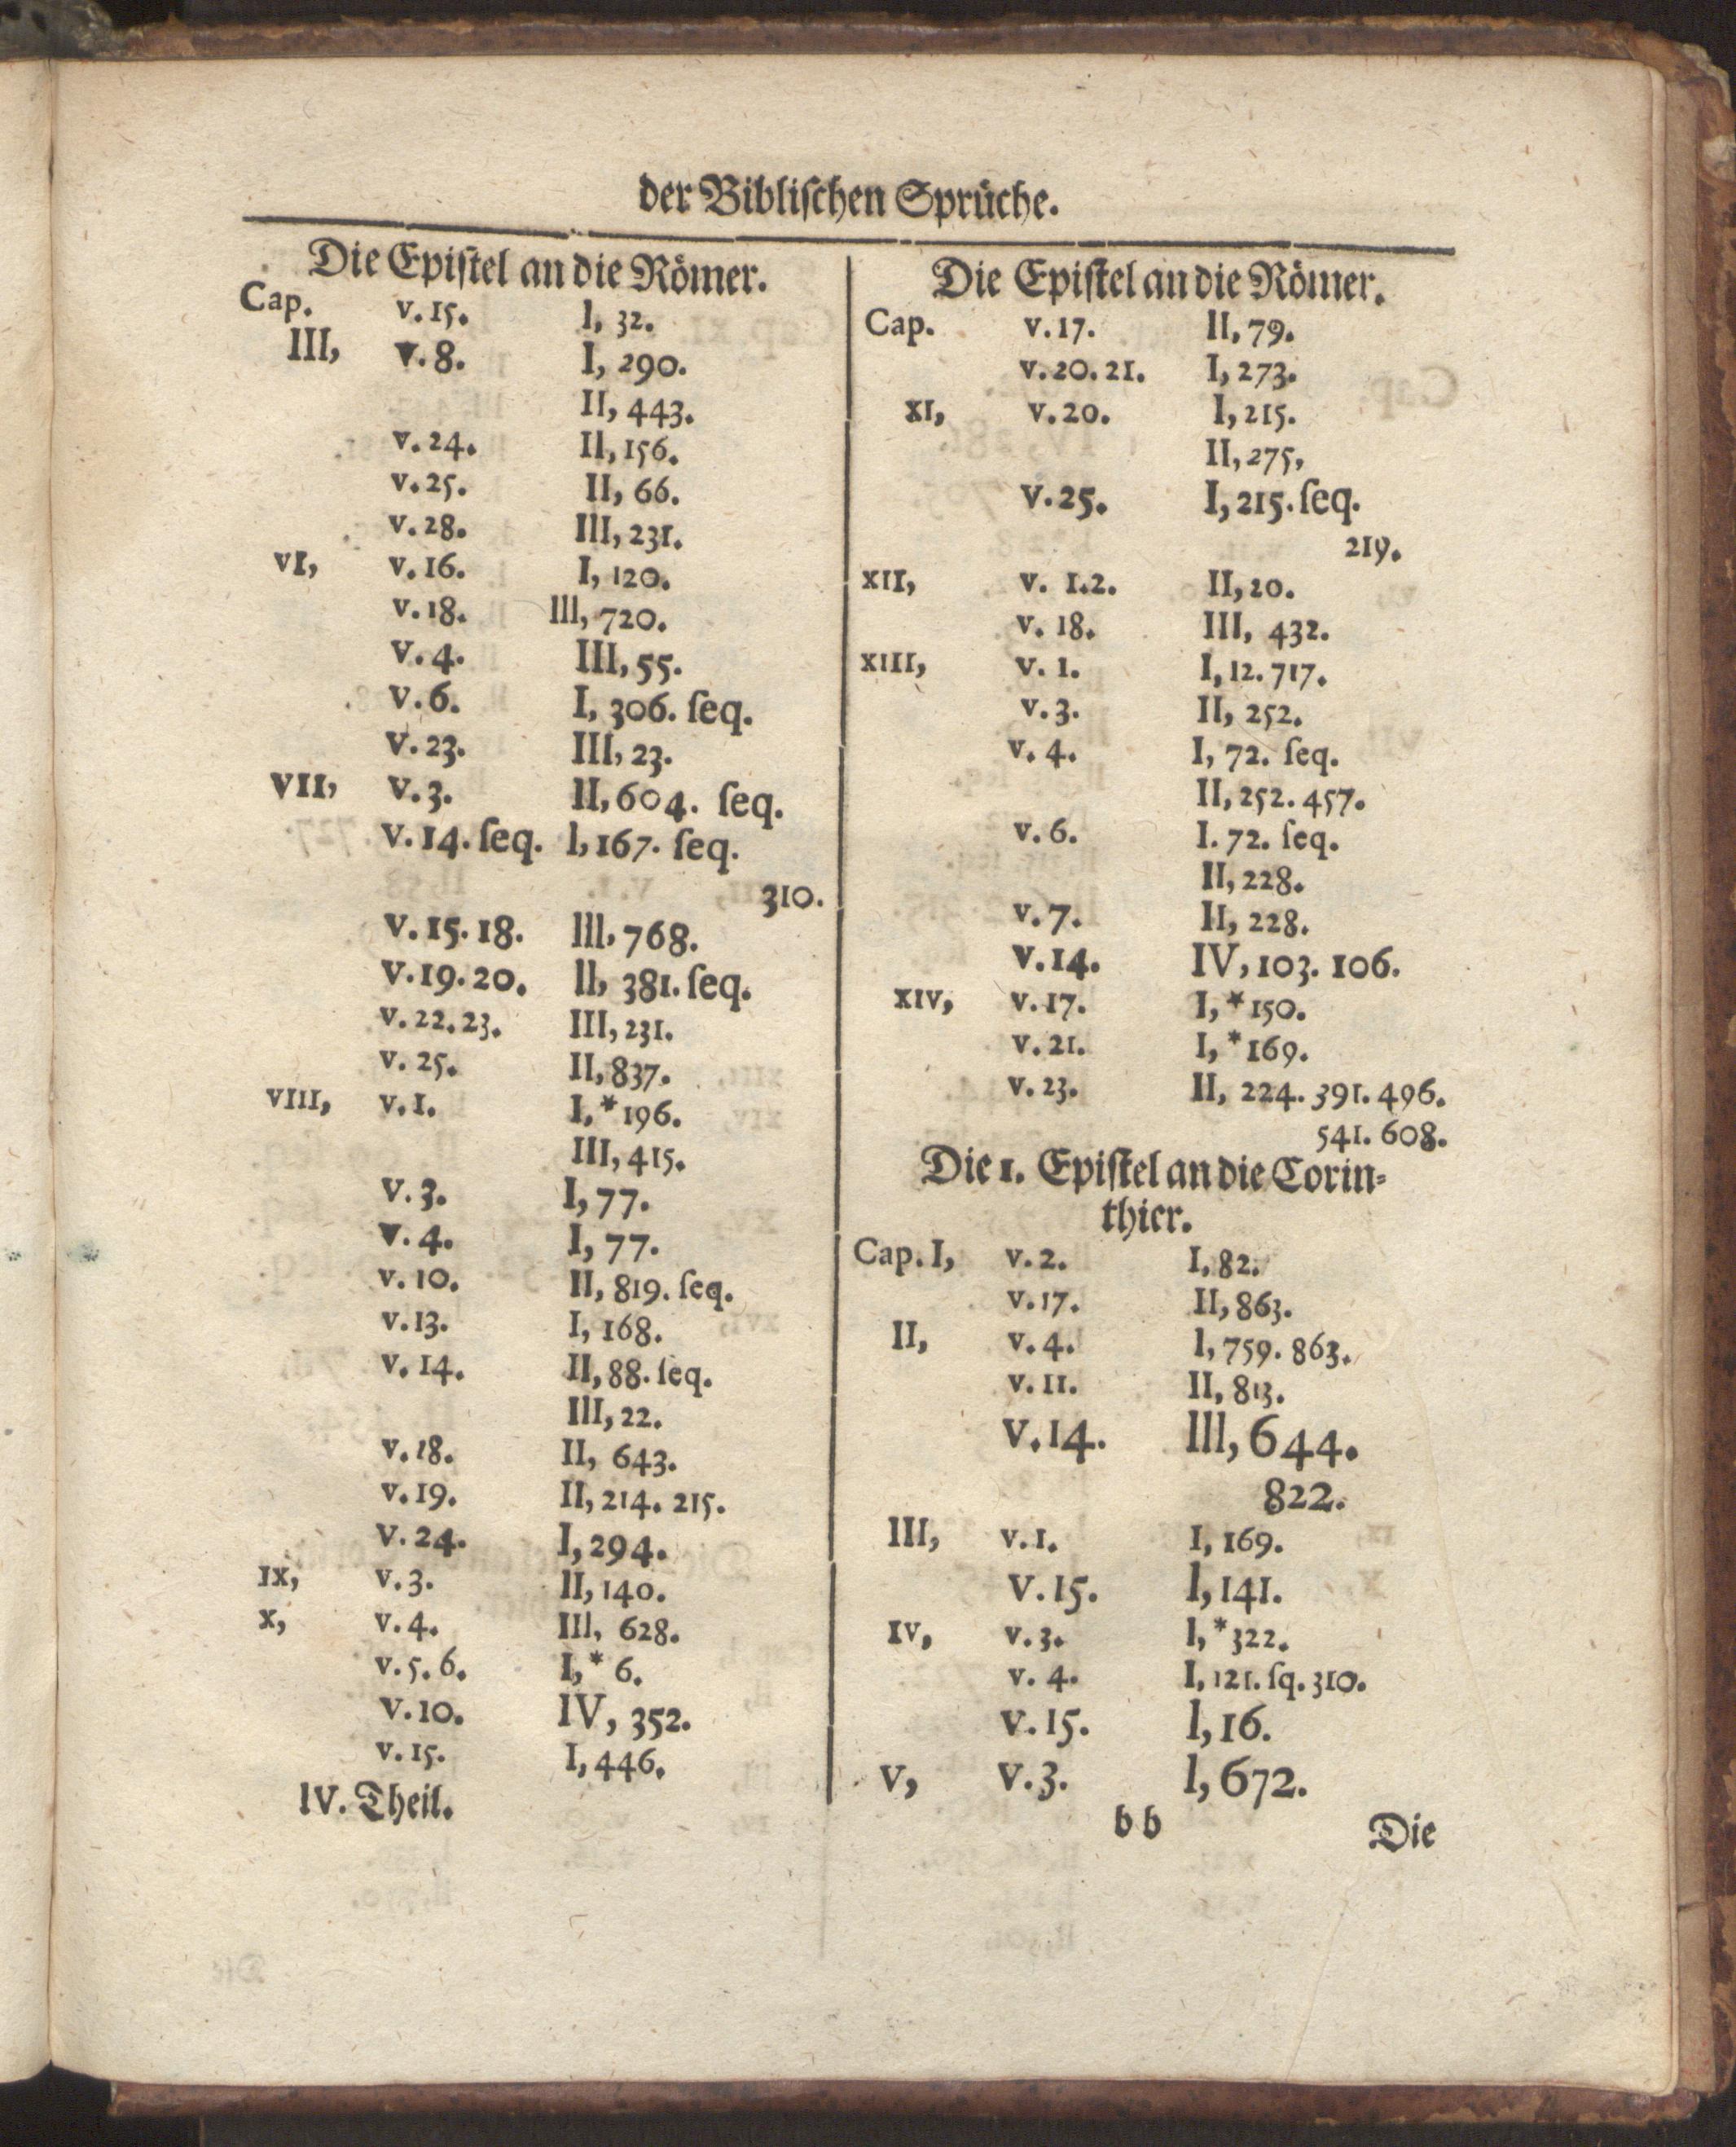 der Bibliſchen Sprüche.
Die Epiſtel an die Römer.
Cap. v. 15. I, 32.
III, v. 8. I, 290.
II, 443.
v. 24. II, 156.
v. 25. II, 66.
v. 28. III, 231.
VI, v. 16. I, 120.
v. 18. III, 720.
v. 4. III, 55.
v. 6. I, 306. ſeq.
v. 23. III, 23.
VII, v. 3. II, 604. ſeq.
v. 14. ſeq. I, 167. ſeq.
310.
v. 15. 18. III, 768.
v. 19. 20. II, 381. ſeq.
v. 22. 23. III, 231.
v. 25. II, 837.
VIII, v. 1. I, * 196.
III, 415.
v. 3. I, 77.
v. 4. I, 77.
v. 10. II, 819. ſeq.
v. 13. I, 168.
v. 14. II, 88. ſeq.
III, 22.
v. 18. II, 643.
v. 19. II, 214. 215.
v. 24. I, 294.
IX, v. 3. II, 140.
X, v. 4. III, 628.
v. 5. 6. I, * 6.
v. 10. IV, 352.
v. 15. I, 446.
IV. Theil.
Die Epiſtel an die Römer.
Cap. v. 17. II, 79.
v. 20. 21. I, 273.
XI, v. 20. I, 215.
II, 275,
v. 25. I, 215. ſeq.
219.
XII, v. 1. 2. II, 20.
v. 18. III, 432.
XIII, v. 1. I, 12. 717.
v. 3. II, 252.
v. 4. I, 72. ſeq.
II, 252. 457.
v. 6. I. 72. ſeq.
II, 228.
v. 7. II, 228.
v. 14. IV, 103. 106.
XIV, v. 17. I, * 150.
v. 21. I, * 169.
v. 23. II, 224. 391. 496.
541. 608.
Die 1. Epiſtel an die Corin-
thier.
Cap. I, v. 2. I, 82.
v. 17. II, 863.
II, v. 4. I, 759. 863.
v. 11. II, 813.
v. 14. III, 644.
822.
III, v. 1. I, 169.
v. 15. I, 141.
IV, v. 3. I, * 322.
v. 4. I, 121. ſq. 310.
v. 15. I, 16.
V, v. 3. I, 672.
b b Die